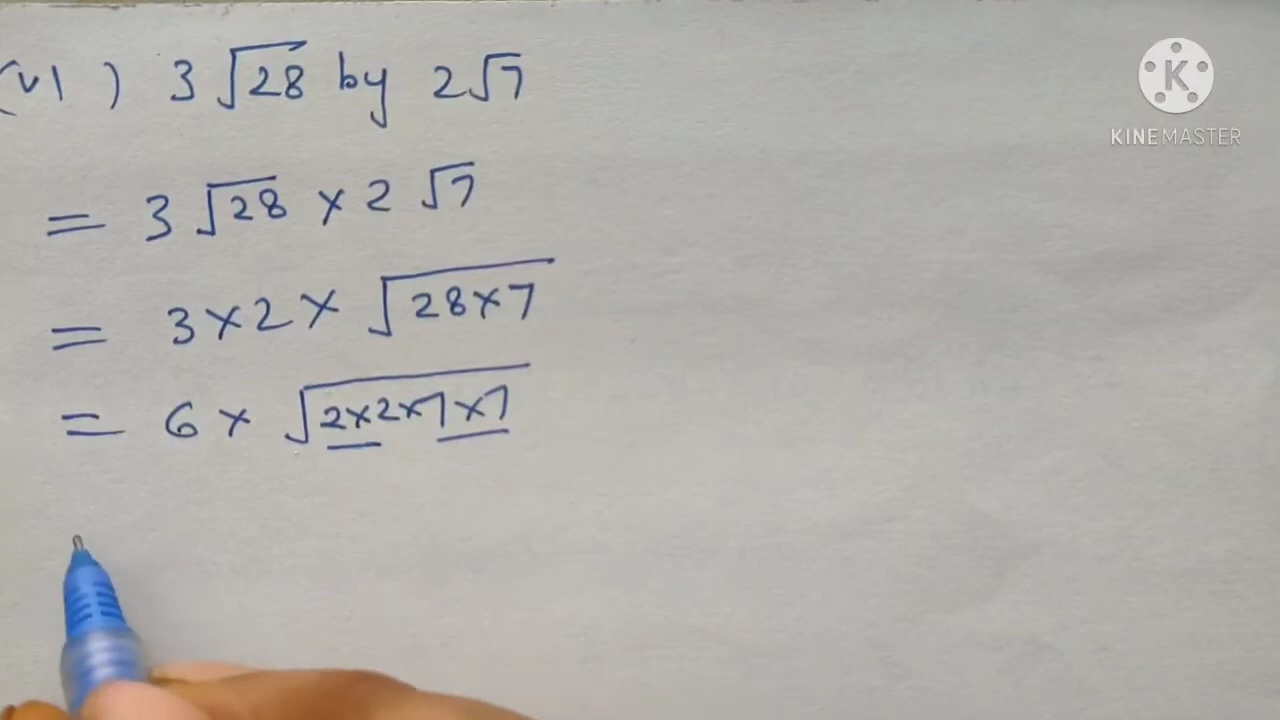 (vi) 3√28 by 2√7
K
KINEMASTER
= 3√28 × 2√7
= 3×2× √28×7
= 6× √2×2×7×7